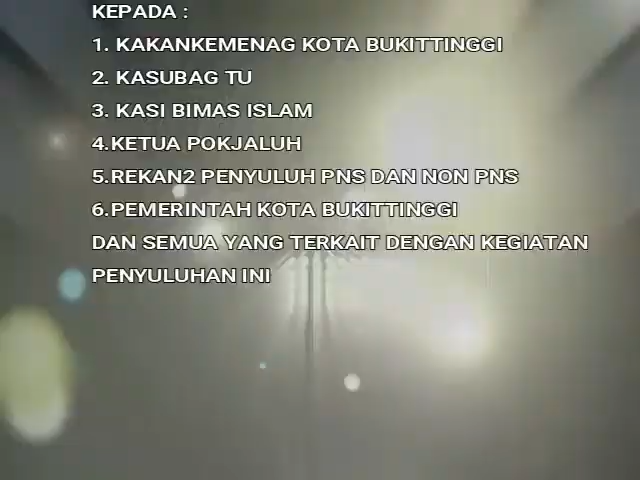 KEPADA :
1. KAKANKEMENAG KOTA BUKITTINGGI
2. KASUBAG TU
3. KASI BIMAS ISLAM
4.KETUA POKJALUH
5.REKAN2 PENYULUH PNS DAN NON PNS
6.PEMERINTAH KOTA BUKITTINGGI
DAN SEMUA YANG TERKAIT DENGAN KEGIATAN
PENYULUHAN INI